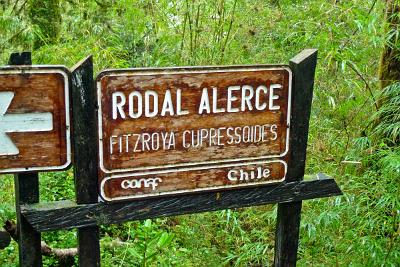 RODAL ALERCE
FITZROYA CUPRESSOIDES
CONAF Chile